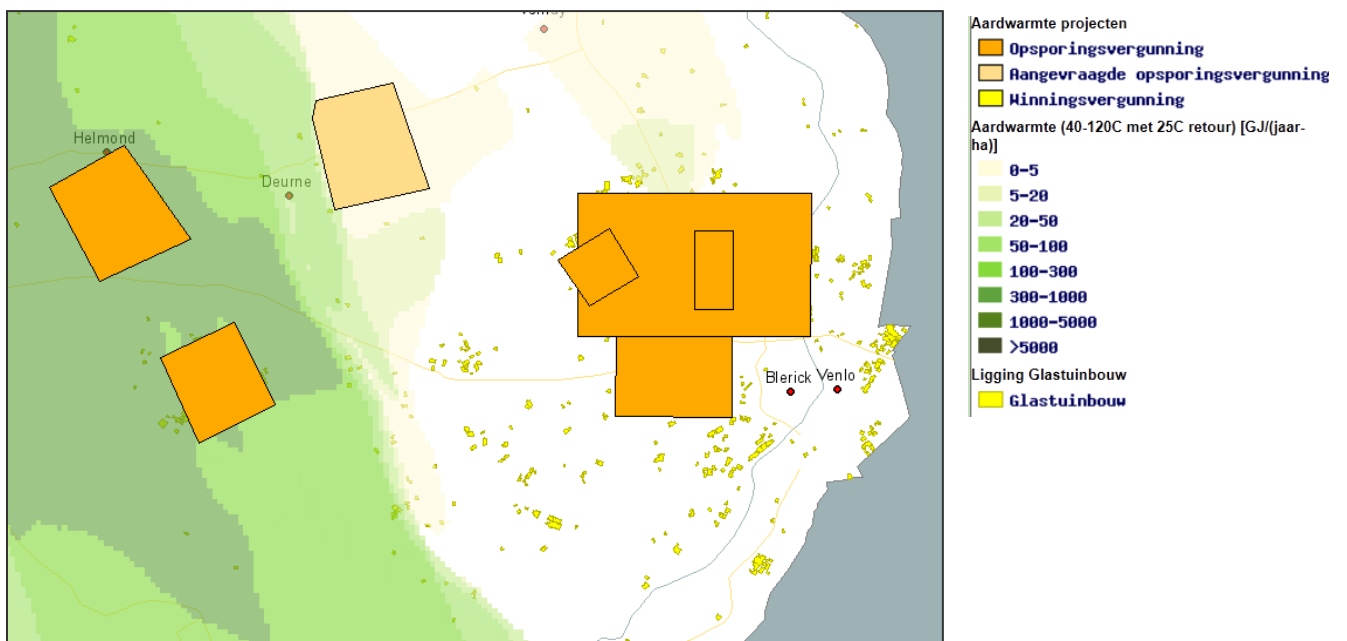 Helmond
Deurne
Blerick
Venlo
Aardwarmte projecten
Opsporingsvergunning
Aangevraagde opsporingsvergunning
Winningsvergunning
Aardwarmte (40-120C met 25C retour) [GJ/(jaar-
ha)]
0-5
5-20
20-50
50-100
100-300
300-1000
1000-5000
>5000
Ligging Glastuinbouw
Glastuinbouw